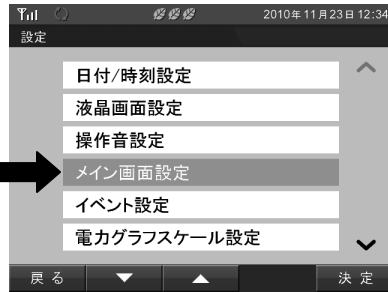 2010年11月23日 12:34
設定
日付/時刻設定
液晶画面設定
操作音設定
メイン画面設定
イベント設定
電力グラフスケール設定
戻る ▼ ▲ 決定